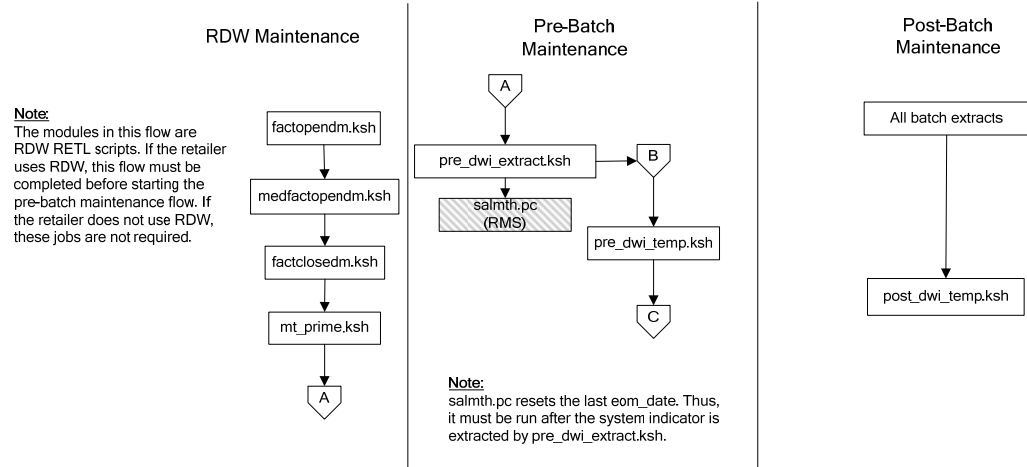 RDW Maintenance
Note:
The modules in this flow are
RDW RETL scripts. If the retailer
uses RDW, this flow must be
completed before starting the
pre-batch maintenance flow. If
the retailer does not use RDW,
these jobs are not required.
factopendm.ksh
medfactopendm.ksh
factclosedm.ksh
mt_prime.ksh
A
Pre-Batch
Maintenance
A
pre_dwi_extract.ksh
B
salmth.pc
(RMS)
pre_dwi_temp.ksh
C
Note:
salmth.pc resets the last eom_date. Thus,
it must be run after the system indicator is
extracted by pre_dwi_extract.ksh.
Post-Batch
Maintenance
All batch extracts
post_dwi_temp.ksh